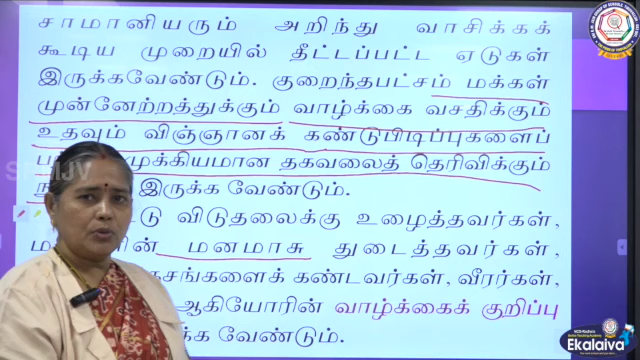 சாமானியரும் அறிந்து வாசிக்கக்
கூடிய முறையில் தீட்டப்பட்ட ஏடுகள்
இருக்கவேண்டும். குறைந்தபட்சம் மக்கள்
முன்னேற்றத்துக்கும் வாழ்க்கை வசதிக்கும்
உதவும் விஞ்ஞானக் கண்டுபிடிப்புகளைப்
முக்கியமான தகவலைத் தெரிவிக்கும்
இருக்க வேண்டும்.
விடுதலைக்கு உழைத்தவர்கள்,
மனமாசு துடைத்தவர்கள்,
கண்டவர்கள், வீரர்கள்,
ஆகியோரின் வாழ்க்கைக் குறிப்பு
வேண்டும்.
Ekalaiva